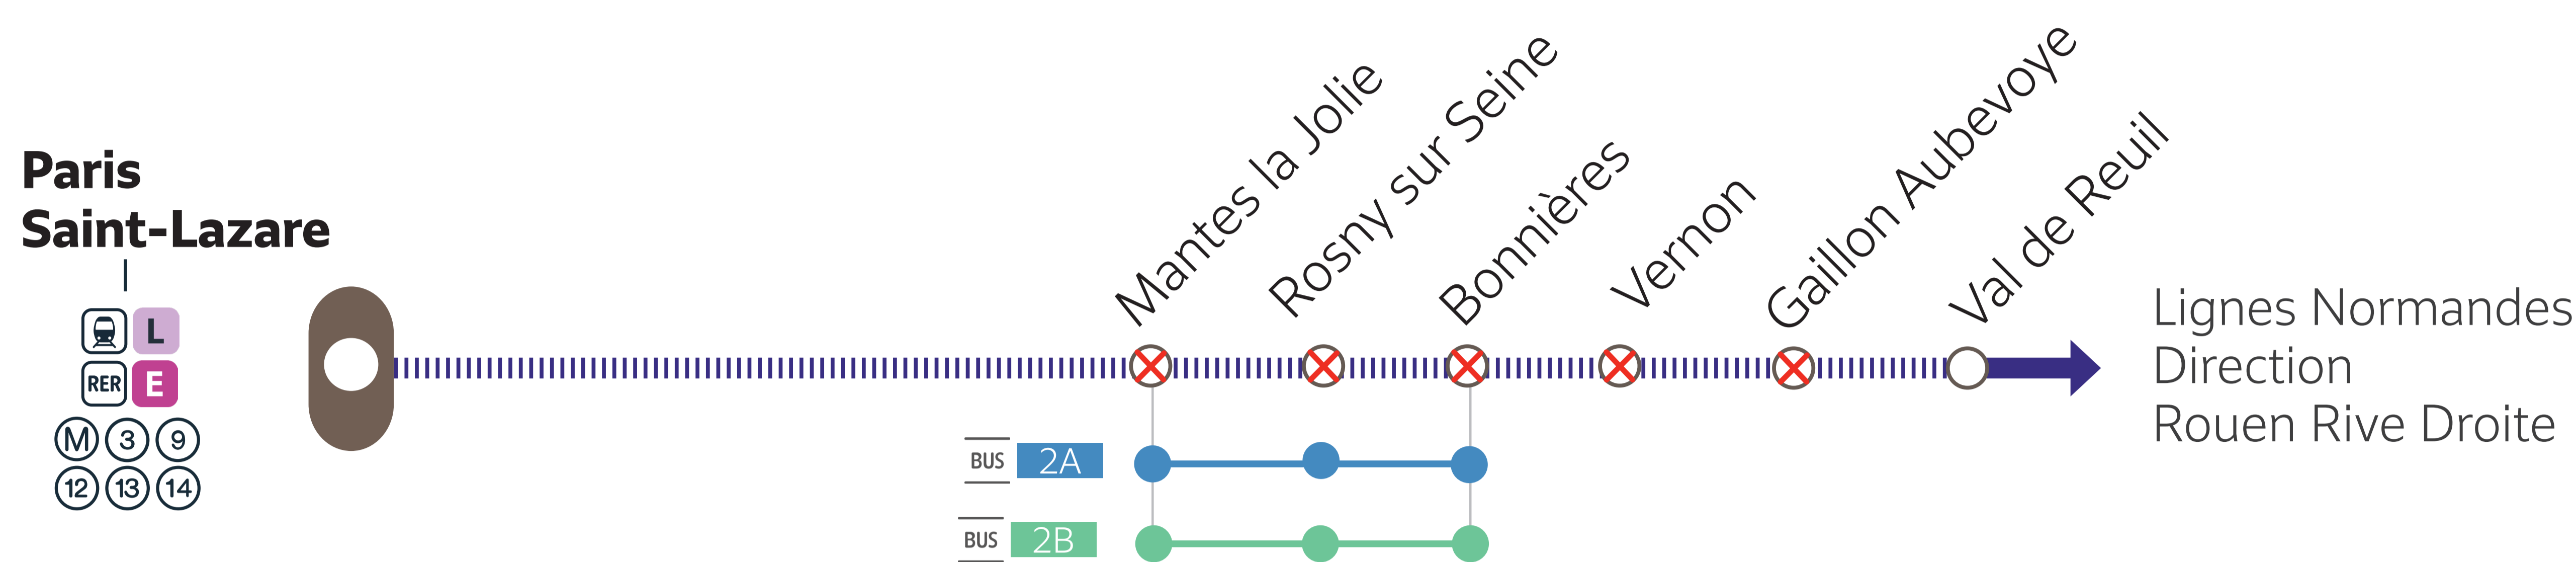 Paris
Saint-Lazare
L
RER E
M 3 9
12 13 14
Mantes la Jolie
Rosny sur Seine
Bonnières
Vernon
Gaillon Aubevoye
Val de Reuil
Lignes Normandes
Direction
Rouen Rive Droite
BUS 2A
BUS 2B